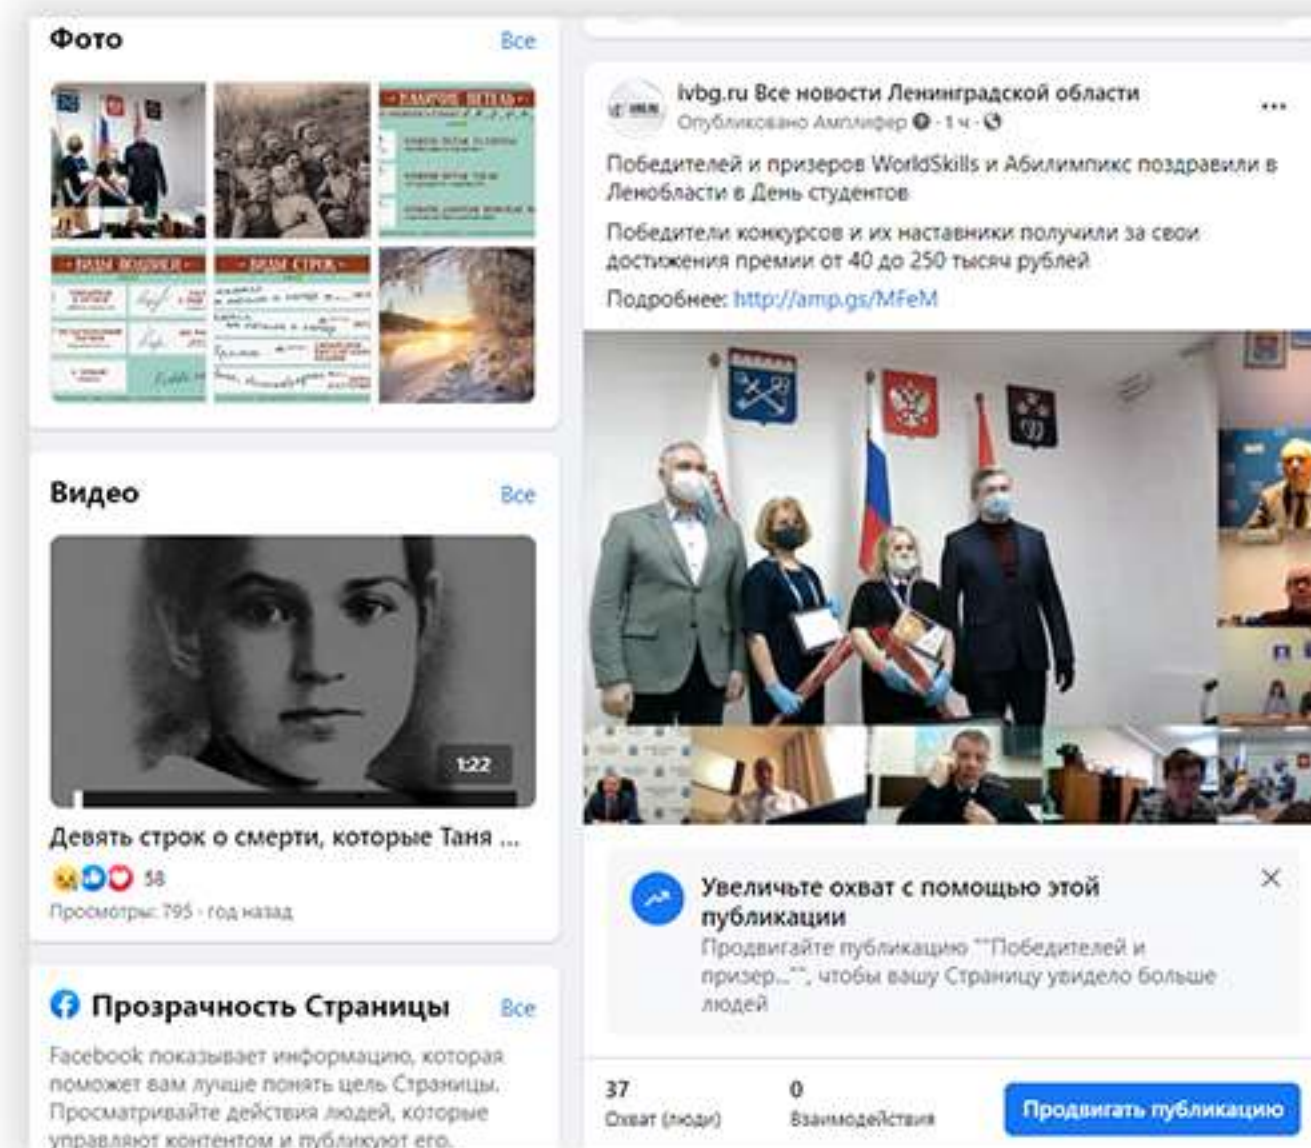 Фото
Все
ВИДЫ СТРОК
Видео
Все
1:22
Девять строк о смерти, которые Таня ...
58
Просмотры: 795 · год назад
Прозрачность Страницы
Все
Facebook показывает информацию, которая
поможет вам лучше понять цель Страницы.
Просматривайте действия людей, которые
управляют контентом и публикуют его.
ivbg.ru Все новости Ленинградской области
Опубликовано Амплифер · 1 ч ·
Победителей и призеров WorldSkills и Абилимпикс поздравили в
Ленобласти в День студентов
Победители конкурсов и их наставники получили за свои
достижения премии от 40 до 250 тысяч рублей
Подробнее: http://amp.gs/MFeM
Увеличьте охват с помощью этой
публикации
Продвигайте публикацию ""Победителей и
призер..."", чтобы вашу Страницу увидело больше
людей
37
Охват (люди)
0
Взаимодействия
Продвигать публикацию